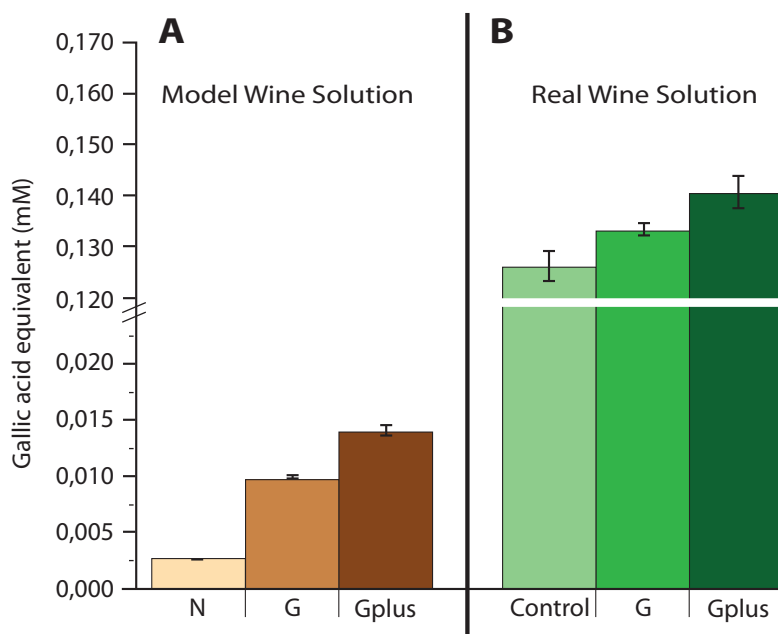 A
B
Model Wine Solution
Real Wine Solution
Gallic acid equivalent (mM)
0,170
0,160
0,150
0,140
0,130
0,120
0,020
0,015
0,010
0,005
0,000
N G Gplus Control G Gplus